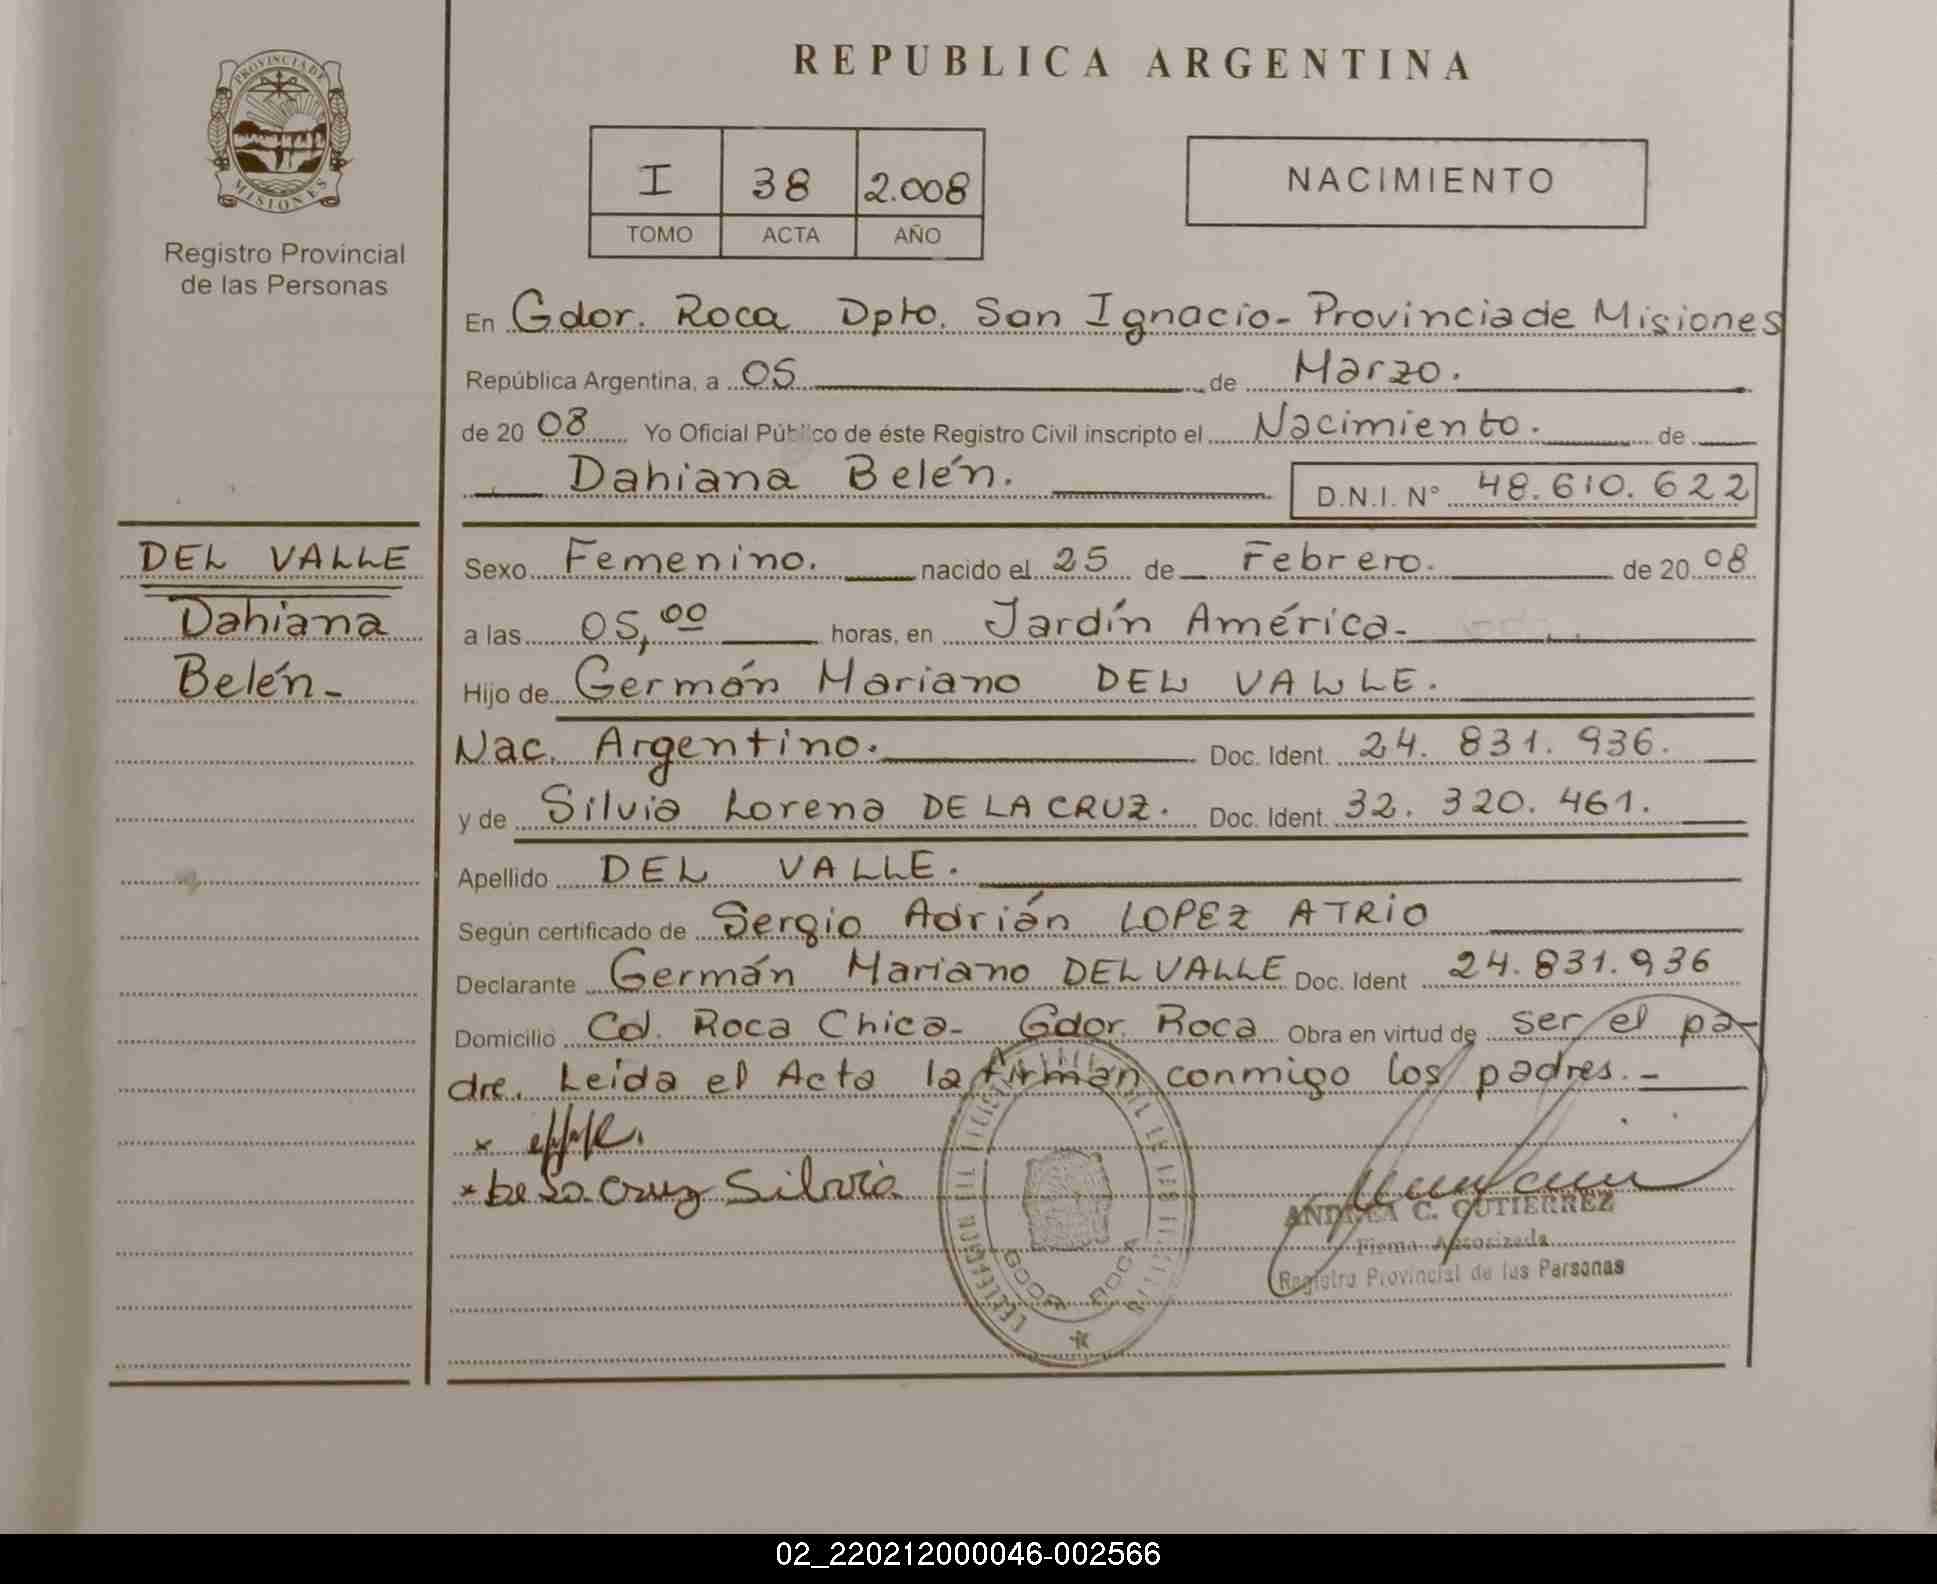 PROVINCIA DE
MISIONES
Registro Provincial
de las Personas
DEL VALLE
Dahiana
Belén-
REPUBLICA ARGENTINA
I 38 2.008
TOMO ACTA AÑO
NACIMIENTO
En Gdor. Roca Dpto. San Ignacio- Provincia de Misiones
República Argentina, a 05 de Marzo.
de 20 08 Yo Oficial Público de éste Registro Civil inscripto el Nacimiento. de
Dahiana Belén. D.N.I. N° 48.610.622
Sexo Femenino. nacido el 25 de Febrero. de 20 08
a las 05,00 horas, en Jardín América-
Hijo de Germán Mariano DEL VALLE.
Nac. Argentino. Doc. Ident. 24. 831. 936.
y de Silvia Lorena DE LA CRUZ. Doc. Ident. 32. 320. 461.
Apellido DEL VALLE.
Según certificado de Sergio Adrián LOPEZ ATRIO
Declarante Germán Mariano DEL VALLE Doc. Ident 24.831.936
Domicilio Cd. Roca Chica- Gdor. Roca Obra en virtud de ser el pa-
dre. Leida el Acta la firman conmigo los padres.-
x
x De La Cruz Silvia
GDOR ROCA
ANDREA C. GUTIERREZ
Firma Autorizada
Registro Provincial de las Personas
02_220212000046-002566